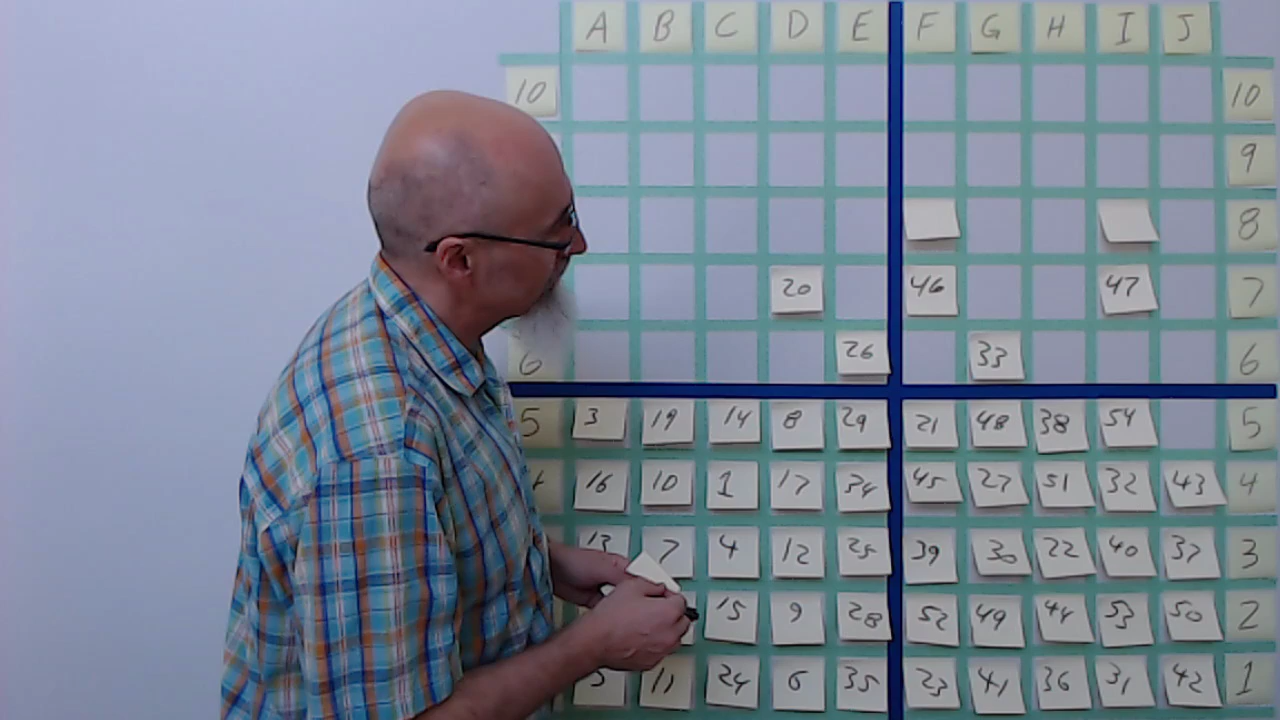 A B C D E F G H I J
10 10
9
8
20 46 47 7
6 26 33 6
5 3 19 14 8 29 21 48 38 54 5
16 10 1 17 34 45 27 51 32 43 4
13 7 4 12 25 39 30 22 40 37 3
15 9 28 52 49 44 53 50 2
11 24 6 35 23 41 36 31 42 1